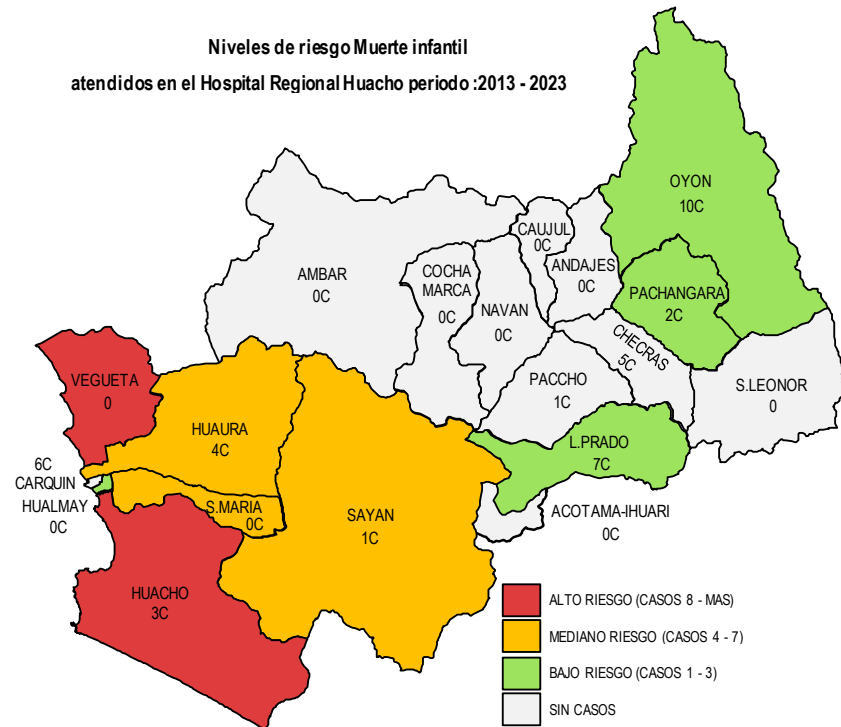 Niveles de riesgo Muerte infantil
atendidos en el Hospital Regional Huacho periodo :2013 - 2023
OYON
10C
CAUJUL
0C
ANDAJES
0C
AMBAR
0C
COCHA
MARCA
0C
NAVAN
0C
PACHANGARA
2C
CHECRAS
5C
VEGUETA
0
PACCHO
1C
S.LEONOR
0
HUAURA
4C
L.PRADO
7C
6C
CARQUIN
HUALMAY
0C
S.MARIA
0C
SAYAN
1C
ACOTAMA-IHUARI
0C
HUACHO
3C
ALTO RIESGO (CASOS 8 - MAS)
MEDIANO RIESGO (CASOS 4 - 7)
BAJO RIESGO (CASOS 1 - 3)
SIN CASOS